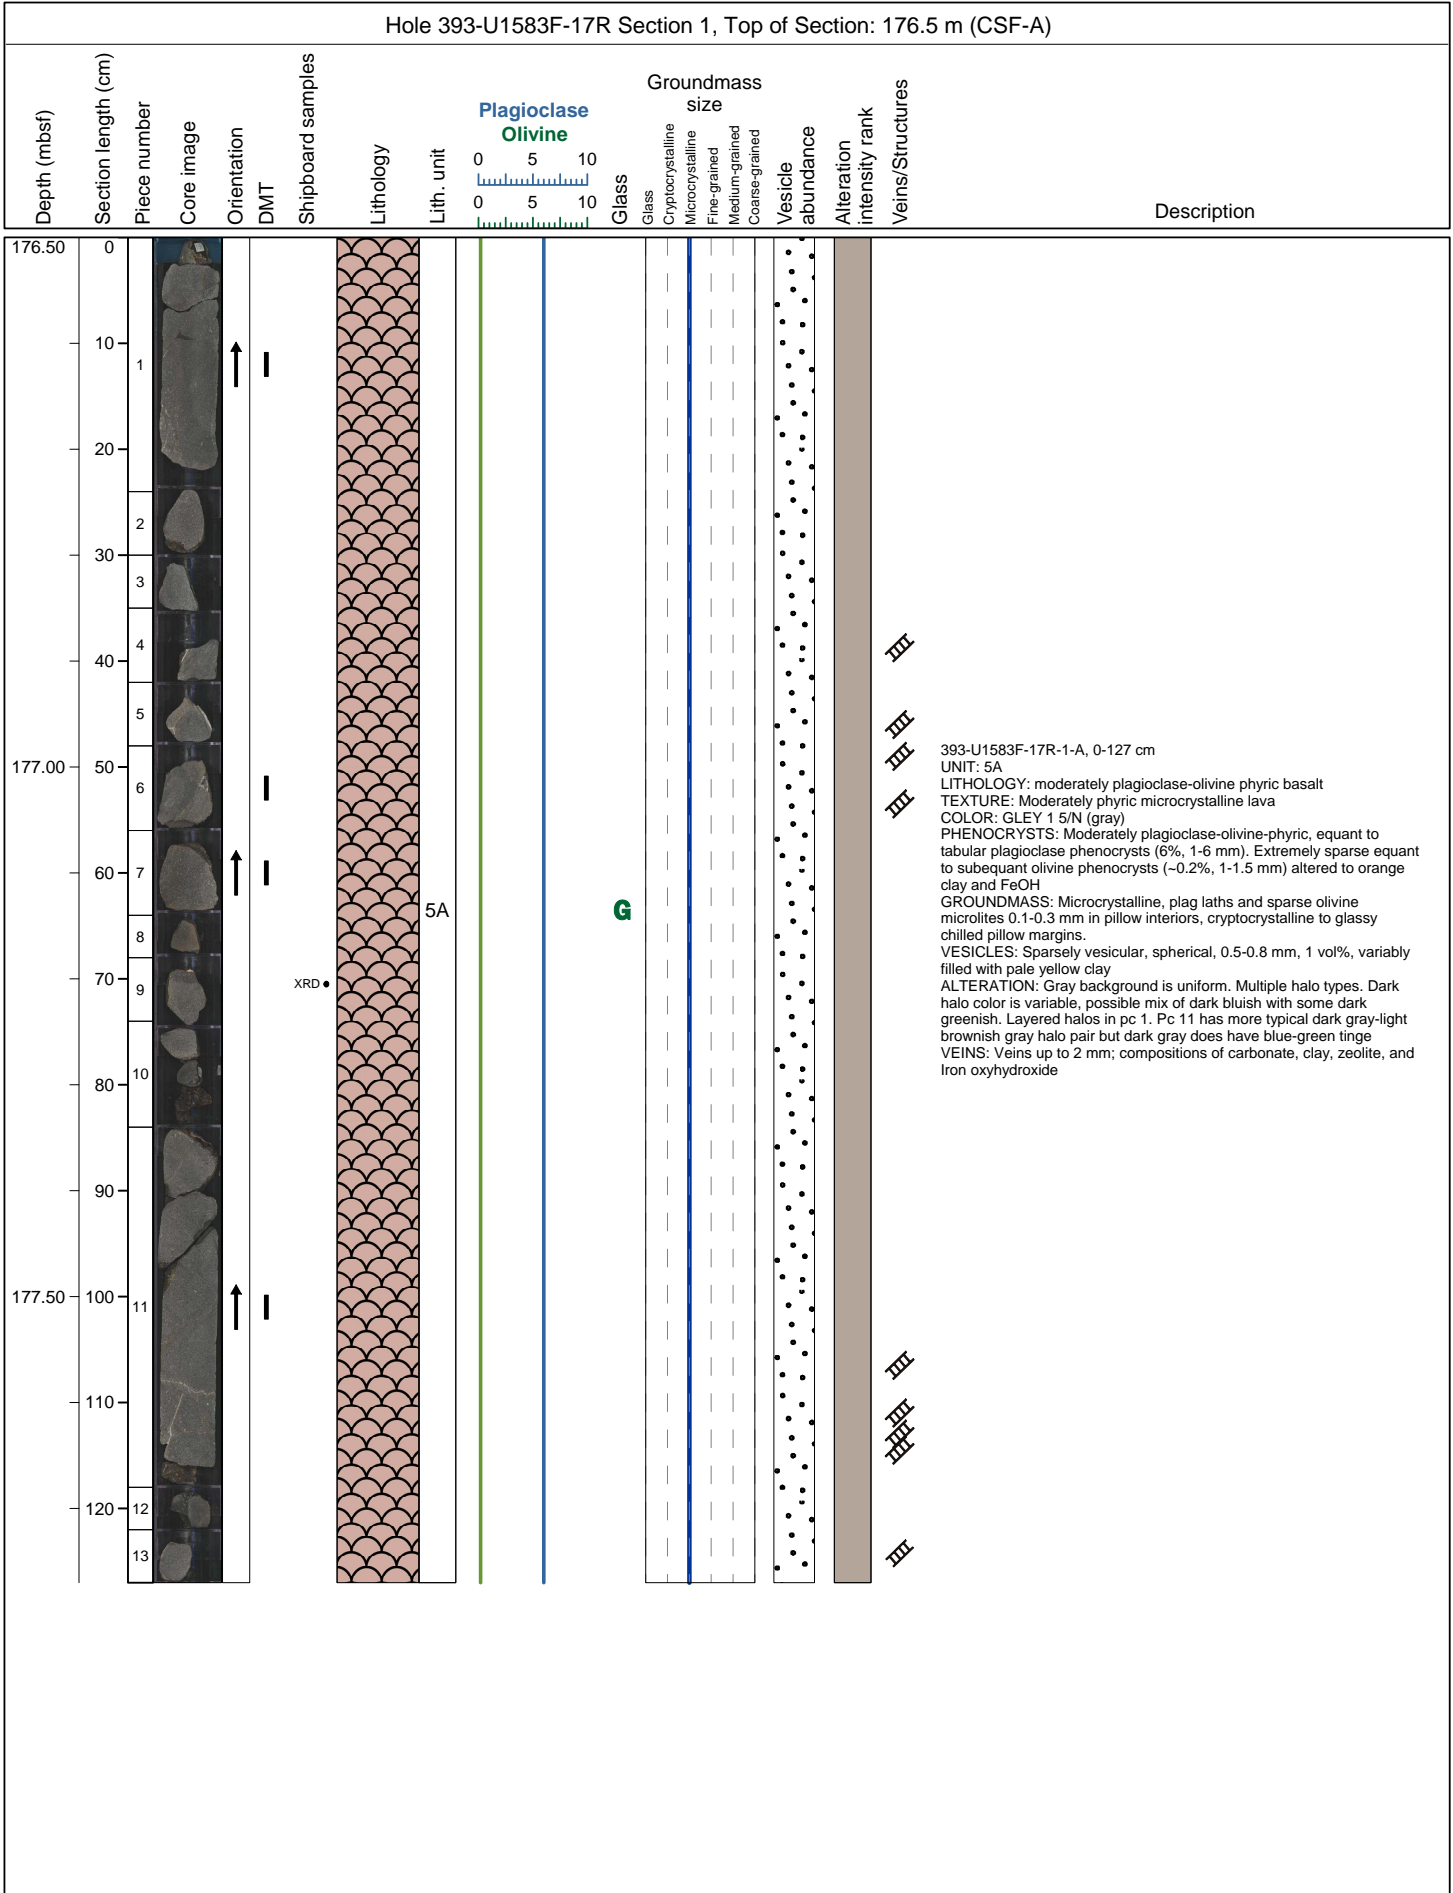 Hole 393-U1583F-17R Section 1, Top of Section: 176.5 m (CSF-A)
Depth (mbsf)
Section length (cm)
Piece number
Core image
Orientation
DMT
Shipboard samples
Lithology
Lith. unit
Plagioclase
Olivine
0 5 10
0 5 10
Glass
Groundmass
size
Glass
Cryptocrystalline
Microcrystalline
Fine-grained
Medium-grained
Coarse-grained
Vesicle
abundance
Alteration
intensity rank
Veins/Structures
Description
176.50 0
10
1
20
2
30
3
4
40
5
177.00 50
6
60
7
5A
G
8
70
XRD
9
10
80
90
177.50 100
11
110
120
12
13
393-U1583F-17R-1-A, 0-127 cm
UNIT: 5A
LITHOLOGY: moderately plagioclase-olivine phyric basalt
TEXTURE: Moderately phyric microcrystalline lava
COLOR: GLEY 1 5/N (gray)
PHENOCRYSTS: Moderately plagioclase-olivine-phyric, equant to
tabular plagioclase phenocrysts (6%, 1-6 mm). Extremely sparse equant
to subequant olivine phenocrysts (~0.2%, 1-1.5 mm) altered to orange
clay and FeOH
GROUNDMASS: Microcrystalline, plag laths and sparse olivine
microlites 0.1-0.3 mm in pillow interiors, cryptocrystalline to glassy
chilled pillow margins.
VESICLES: Sparsely vesicular, spherical, 0.5-0.8 mm, 1 vol%, variably
filled with pale yellow clay
ALTERATION: Gray background is uniform. Multiple halo types. Dark
halo color is variable, possible mix of dark bluish with some dark
greenish. Layered halos in pc 1. Pc 11 has more typical dark gray-light
brownish gray halo pair but dark gray does have blue-green tinge
VEINS: Veins up to 2 mm; compositions of carbonate, clay, zeolite, and
Iron oxyhydroxide